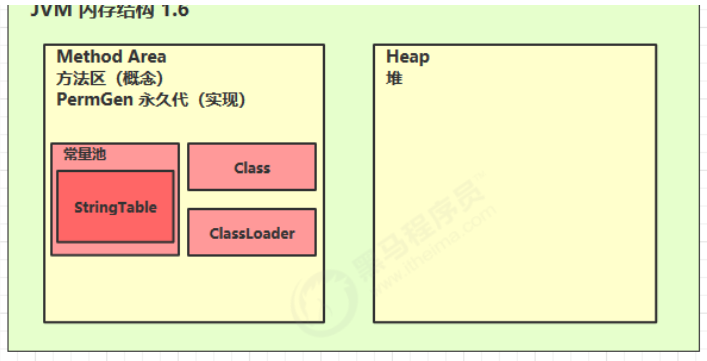 JVM 内存结构 1.6
Method Area
方法区（概念）
PermGen 永久代（实现）
常量池
StringTable
Class
ClassLoader
Heap
堆
黑马程序员
www.itheima.com